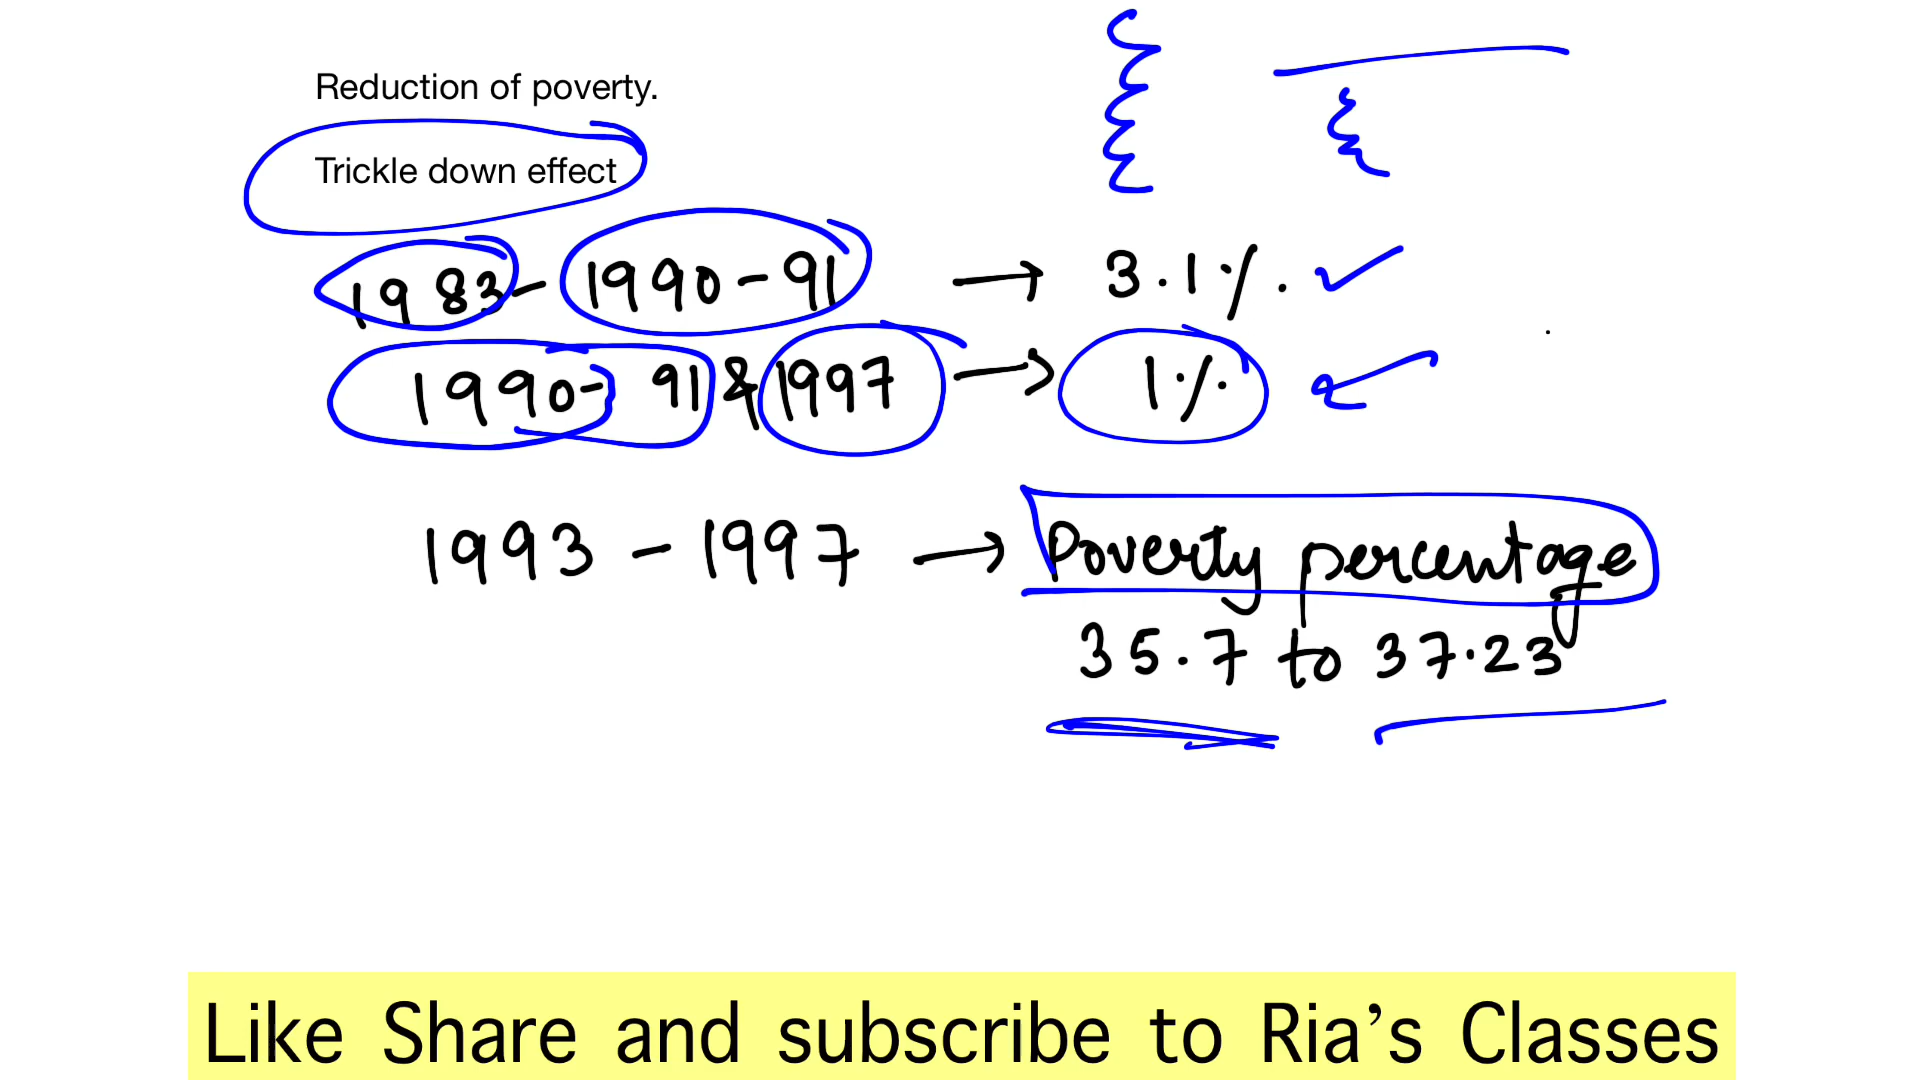 Reduction of poverty.
Trickle down effect
1983 - 1990-91 → 3.1%.
1990-91 & 1997 → 1%
1993 - 1997 → Poverty percentage
35.7 to 37.23
Like Share and subscribe to Ria's Classes